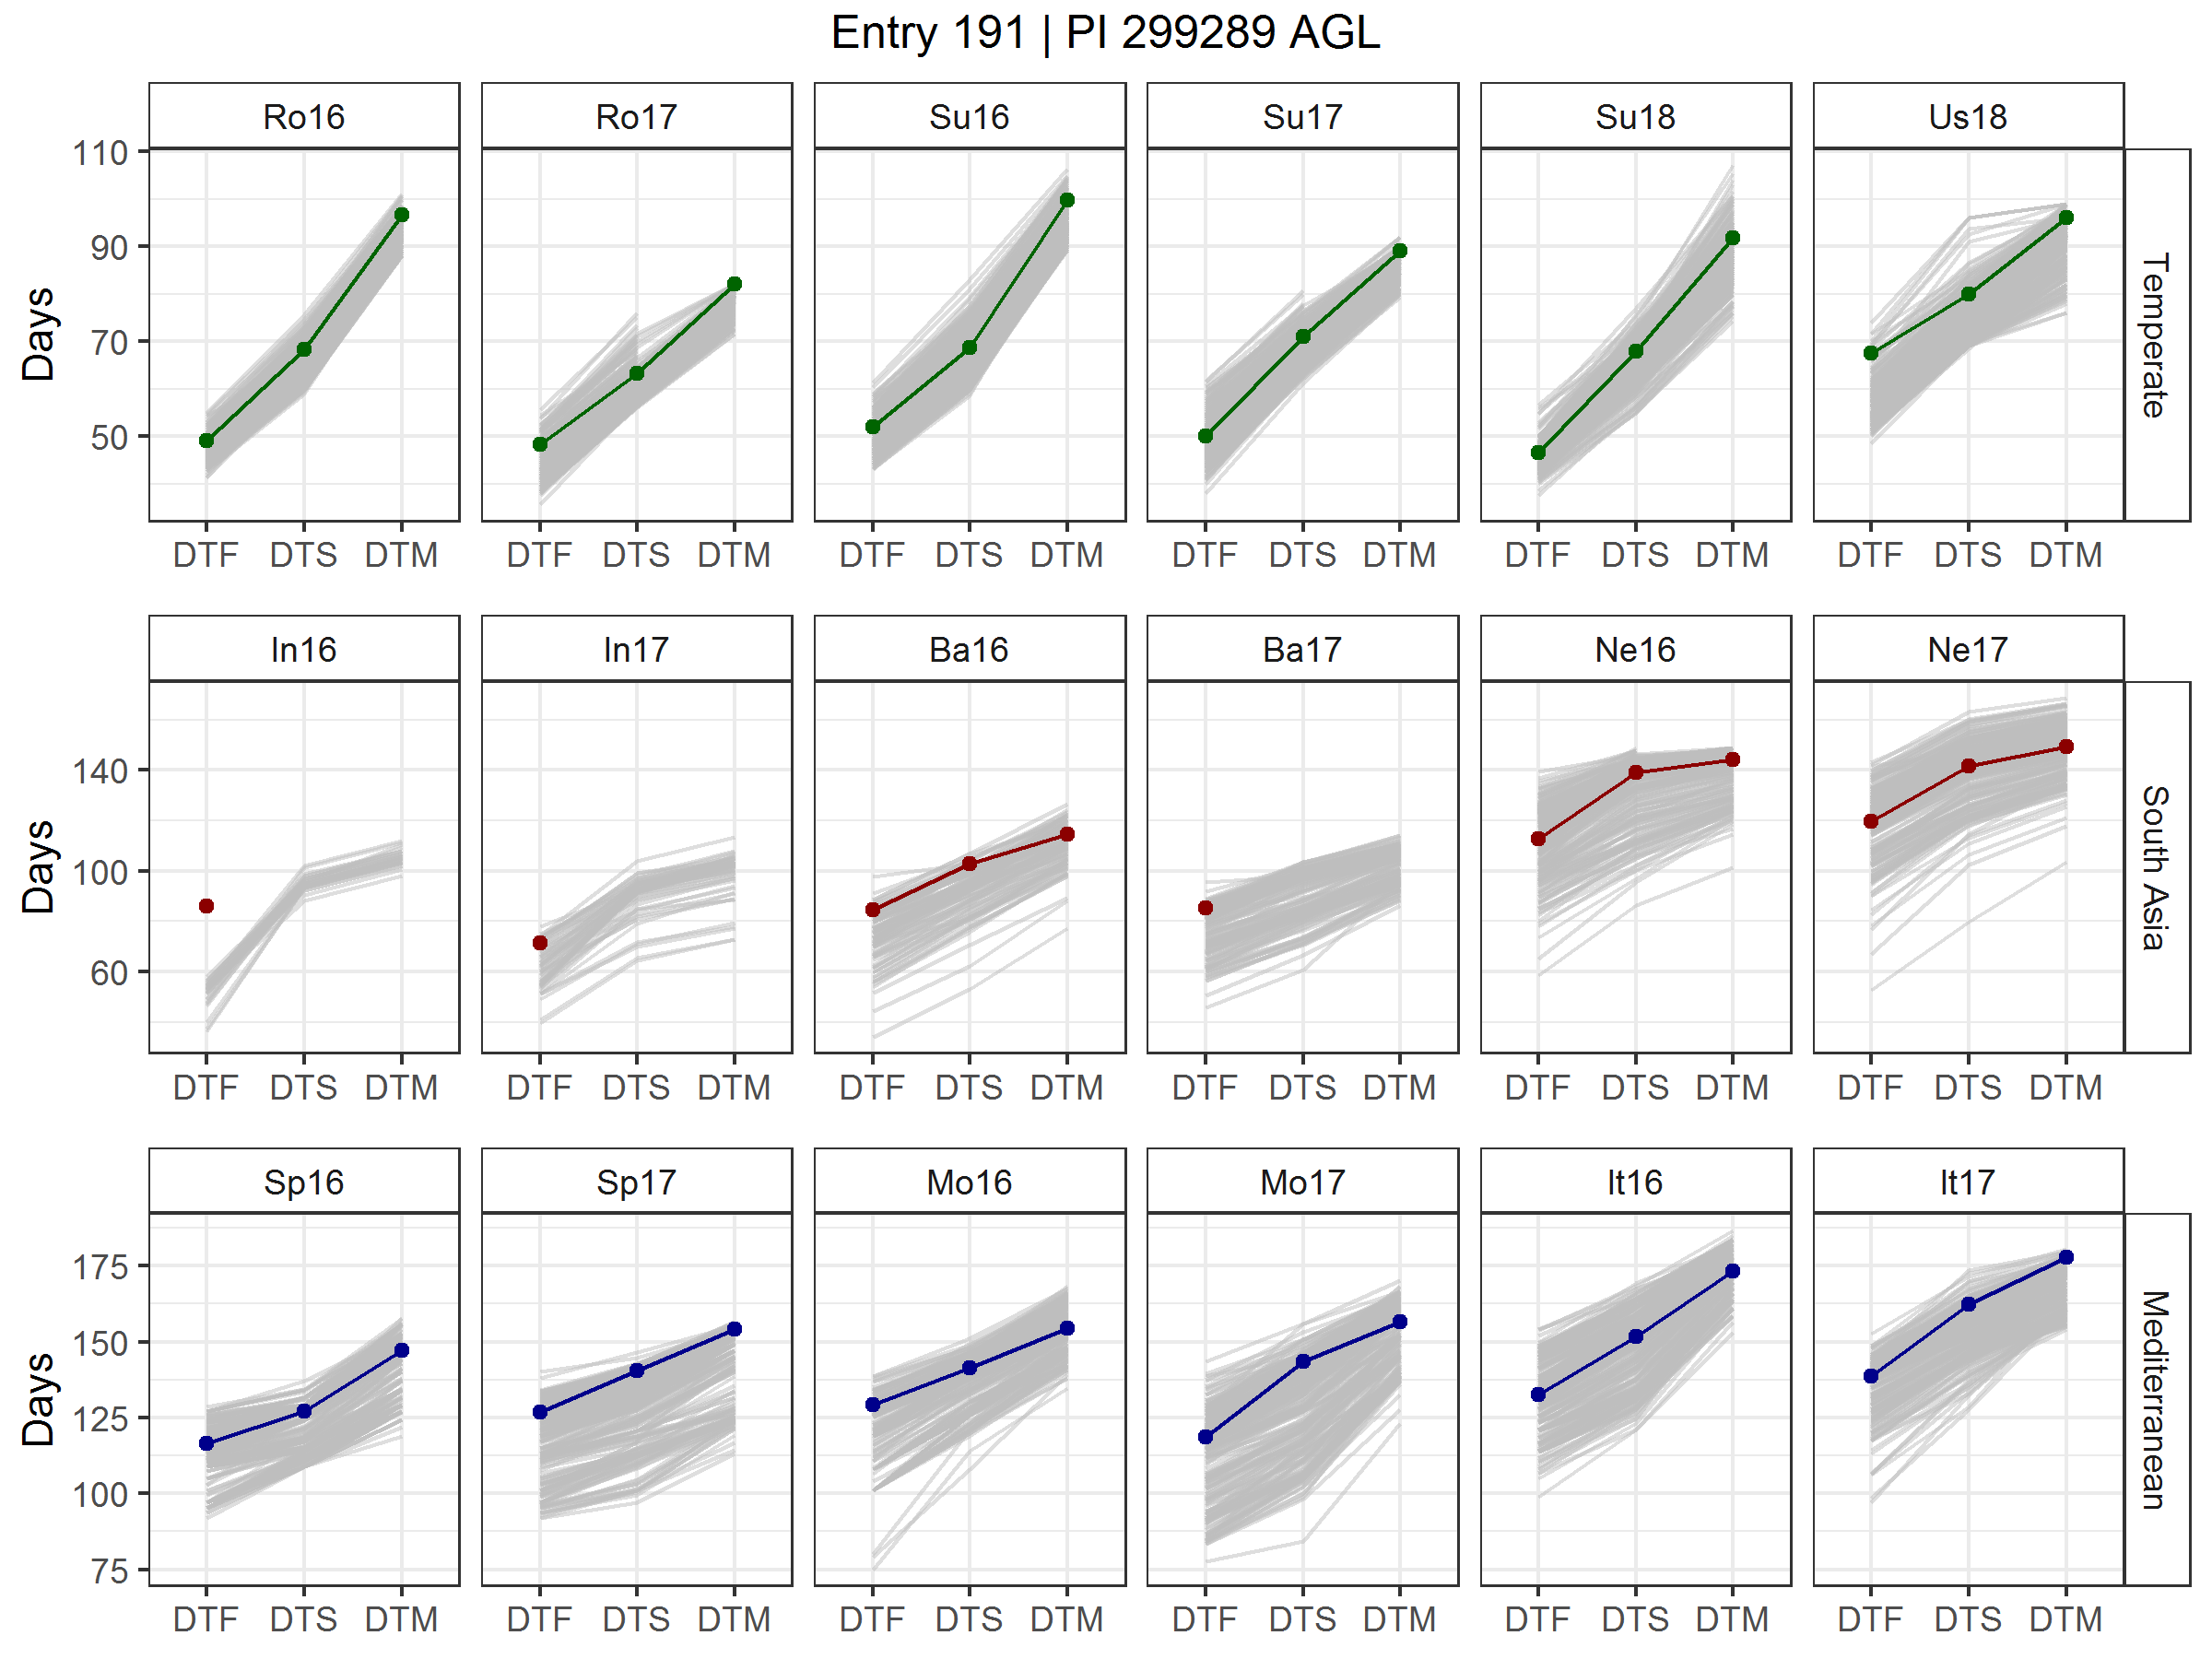 Entry 191 | PI 299289 AGL
Ro16 Ro17 Su16 Su17 Su18 Us18
110
90
70
50
Days
Temperate
DTF DTS DTM DTF DTS DTM DTF DTS DTM DTF DTS DTM DTF DTS DTM DTF DTS DTM
In16 In17 Ba16 Ba17 Ne16 Ne17
140
100
60
Days
South Asia
DTF DTS DTM DTF DTS DTM DTF DTS DTM DTF DTS DTM DTF DTS DTM DTF DTS DTM
Sp16 Sp17 Mo16 Mo17 It16 It17
175
150
125
100
75
Days
Mediterranean
DTF DTS DTM DTF DTS DTM DTF DTS DTM DTF DTS DTM DTF DTS DTM DTF DTS DTM